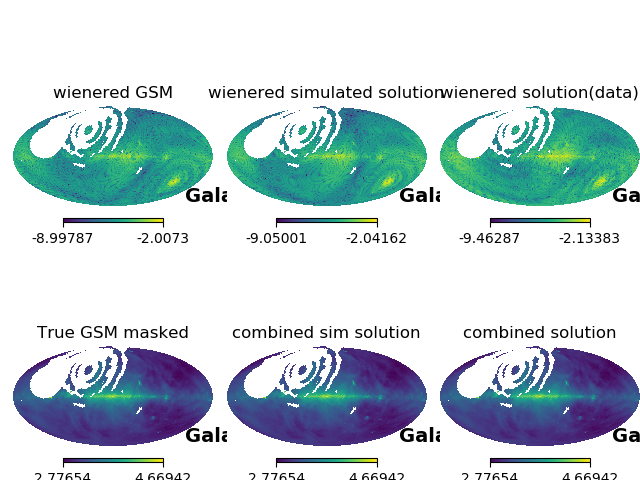 wienered GSM
wienered simulated solution
wienered solution(data)
Gala
Gala
Ga
-8.99787 -2.0073
-9.05001 -2.04162
-9.46287 -2.13383
True GSM masked
combined sim solution
combined solution
Gala
Gala
Ga
2.77654 4.66942
2.77654 4.66942
2.77654 4.66942